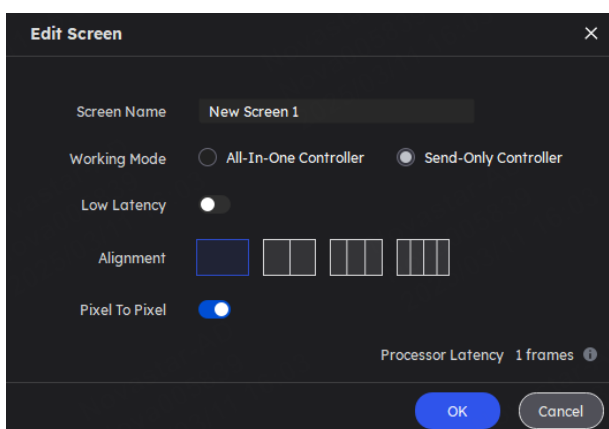 Edit Screen
Screen Name New Screen 1
Working Mode All-In-One Controller Send-Only Controller
Low Latency
Alignment
Pixel To Pixel
Processor Latency 1 frames
OK Cancel